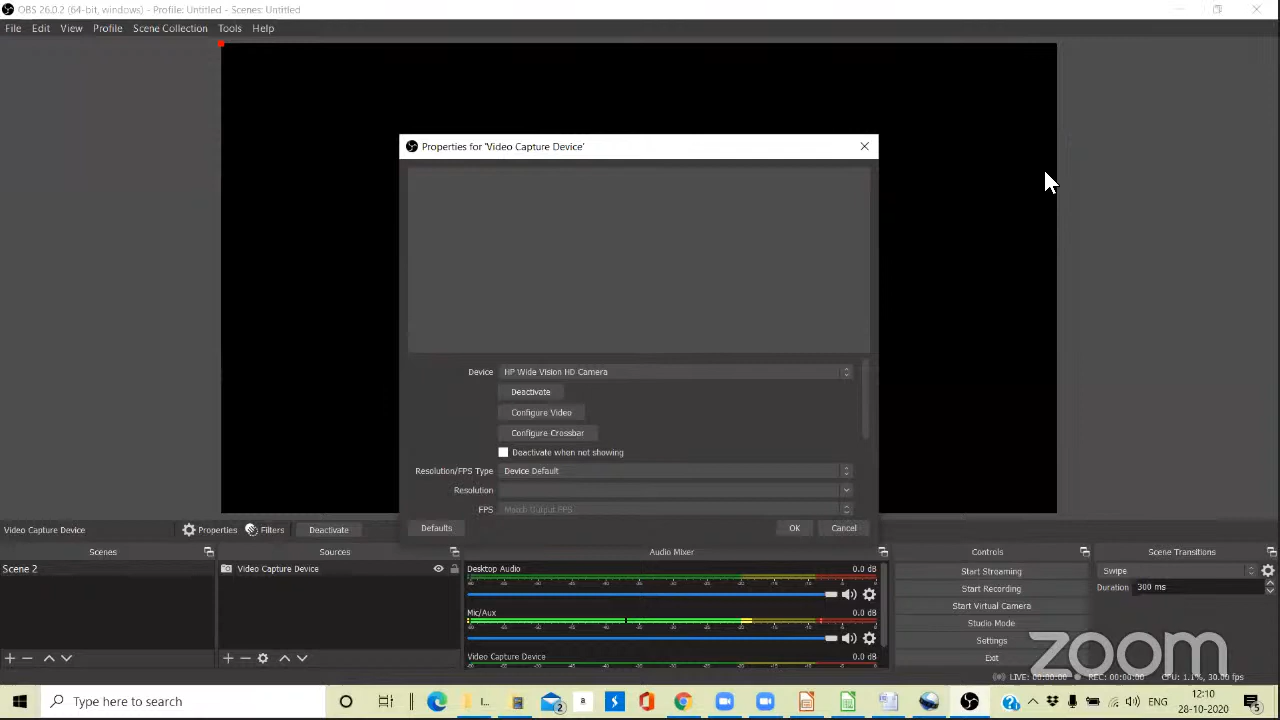 OBS 26.0.2 (64-bit, windows) - Profile: Untitled - Scenes: Untitled
File Edit View Profile Scene Collection Tools Help
Properties for 'Video Capture Device'
Device HP Wide Vision HD Camera
Deactivate
Configure Video
Configure Crossbar
Deactivate when not showing
Resolution/FPS Type Device Default
Resolution
FPS Match Output FPS
Defaults OK Cancel
Video Capture Device Properties Filters Deactivate
Scenes Sources Audio Mixer Controls Scene Transitions
Scene 2
Video Capture Device
Desktop Audio 0.0 dB
Mic/Aux 0.0 dB
Video Capture Device 0.0 dB
Start Streaming
Start Recording
Start Virtual Camera
Studio Mode
Settings
Exit
Swipe
Duration 300 ms
zoom
LIVE: 00:00:00 REC: 00:00:00 CPU: 1.1%, 30.00 fps
Type here to search
L...
2
a
ENG
12:10
28-10-2020
5